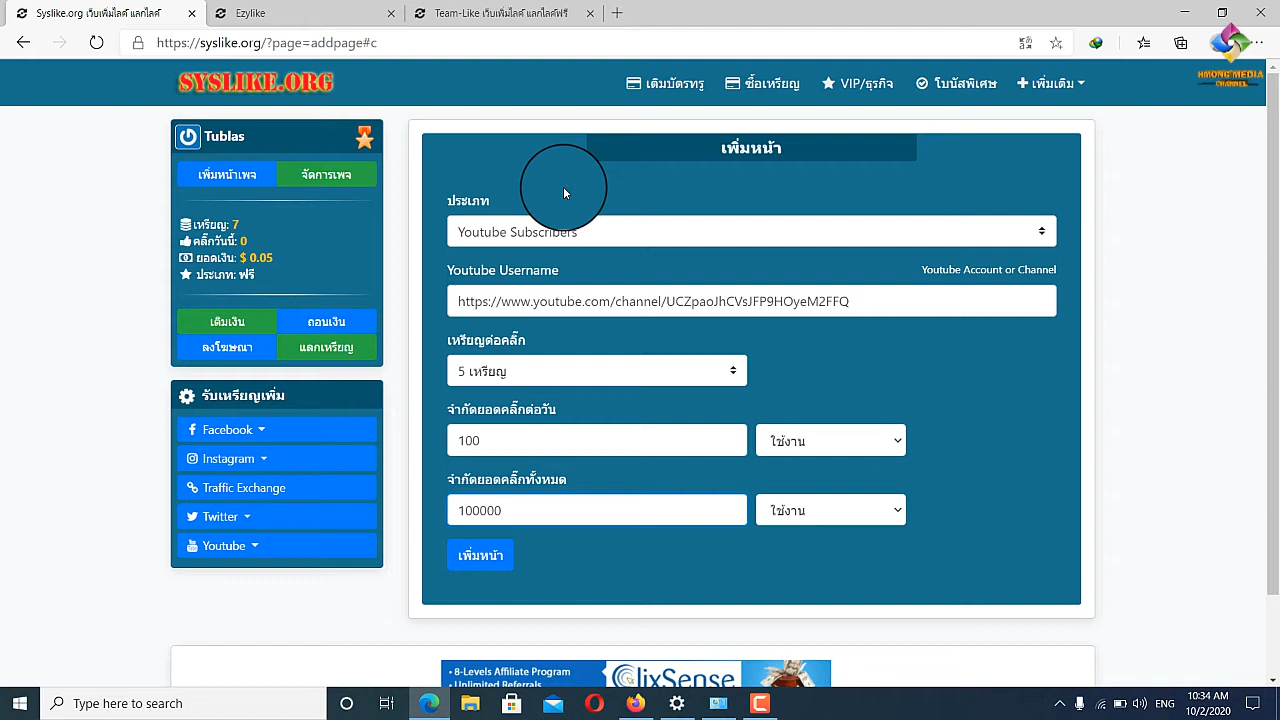 Syslike.org เว็บเพิ่มไลค์ กดไลค์
Ezylike
Team-Like เว็บเพิ่มไลค์ฟรี
https://syslike.org/?page=addpage#c
SYSLIKE.ORG
เติมบัตรทรู
ซื้อเหรียญ
VIP/ธุรกิจ
โบนัสพิเศษ
เพิ่มเติม
HMONG MEDIA
CHANNEL
Tublas
เพิ่มหน้าเพจ
จัดการเพจ
เหรียญ: 7
คลิ๊กวันนี้: 0
ยอดเงิน: $ 0.05
ประเภท: ฟรี
เติมเงิน
ถอนเงิน
ลงโฆษณา
แลกเหรียญ
รับเหรียญเพิ่ม
Facebook
Instagram
Traffic Exchange
Twitter
Youtube
เพิ่มหน้า
ประเภท
Youtube Subscribers
Youtube Username
Youtube Account or Channel
https://www.youtube.com/channel/UCZpaoJhCVsJFP9HOyeM2FFQ
เหรียญต่อคลิ๊ก
5 เหรียญ
จำกัดยอดคลิ๊กต่อวัน
100
ใช้งาน
จำกัดยอดคลิ๊กทั้งหมด
100000
ใช้งาน
เพิ่มหน้า
• 8-Levels Affiliate Program
• Unlimited Referrals
ClixSense
Type here to search
ENG
10:34 AM
10/2/2020